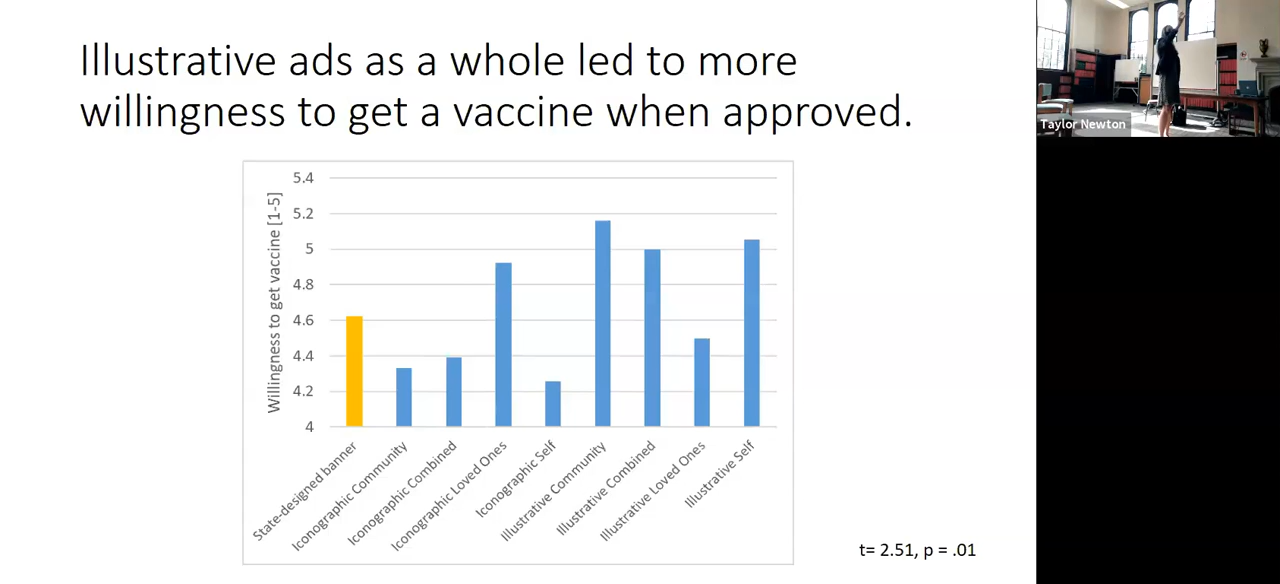 Illustrative ads as a whole led to more
willingness to get a vaccine when approved.
Taylor Newton
Willingness to get vaccine [1-5]
5.4
5.2
5
4.8
4.6
4.4
4.2
4
State-designed banner
Iconographic Community
Iconographic Combined
Iconographic Loved Ones
Iconographic Self
Illustrative Community
Illustrative Combined
Illustrative Loved Ones
Illustrative Self
t= 2.51, p = .01